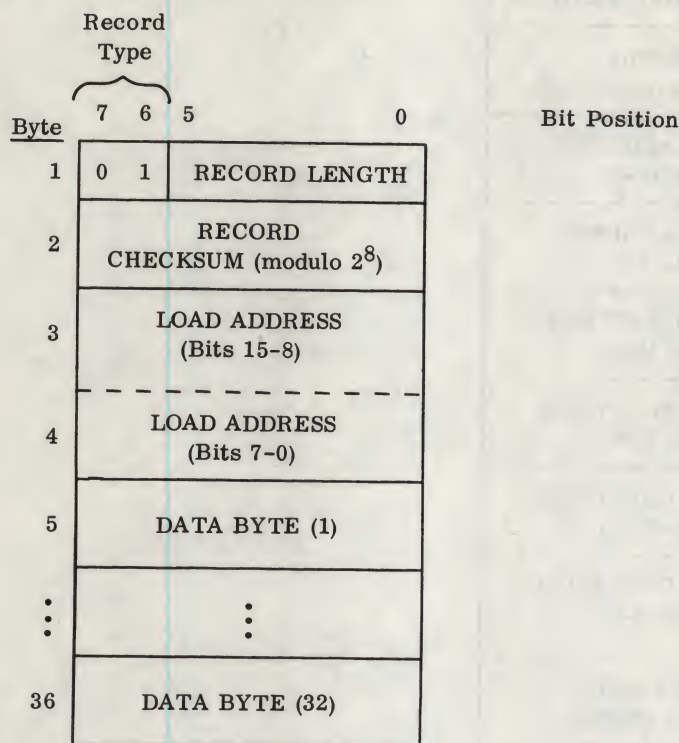 Record
Type
Byte 7 6 5 0 Bit Position
1 0 1 RECORD LENGTH
2 RECORD
CHECKSUM (modulo 2⁸)
3 LOAD ADDRESS
(Bits 15-8)
4 LOAD ADDRESS
(Bits 7-0)
5 DATA BYTE (1)
36 DATA BYTE (32)